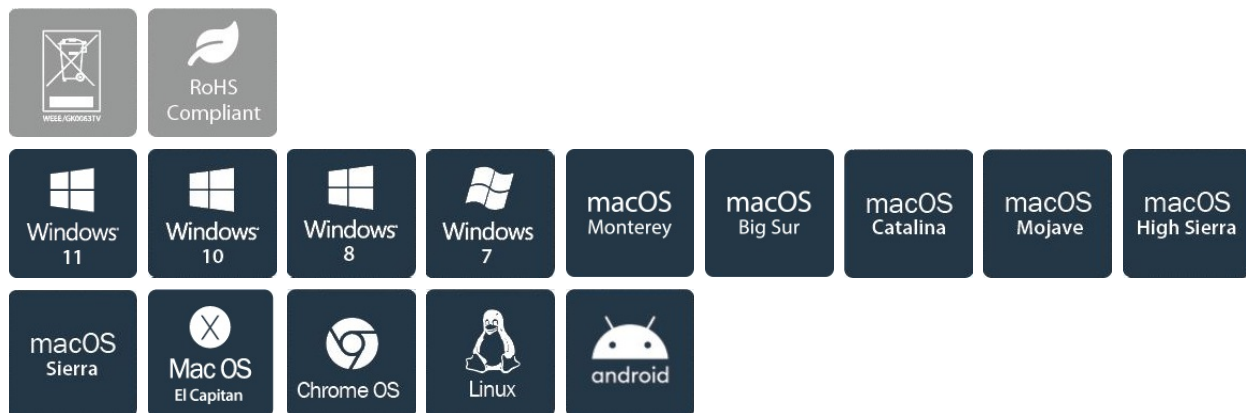 WEEE/GK0063TV
RoHS
Compliant
Windows
11
Windows
10
Windows
8
Windows
7
macOS
Monterey
macOS
Big Sur
macOS
Catalina
macOS
Mojave
macOS
High Sierra
macOS
Sierra
X
Mac OS
El Capitan
Chrome OS
Linux
android